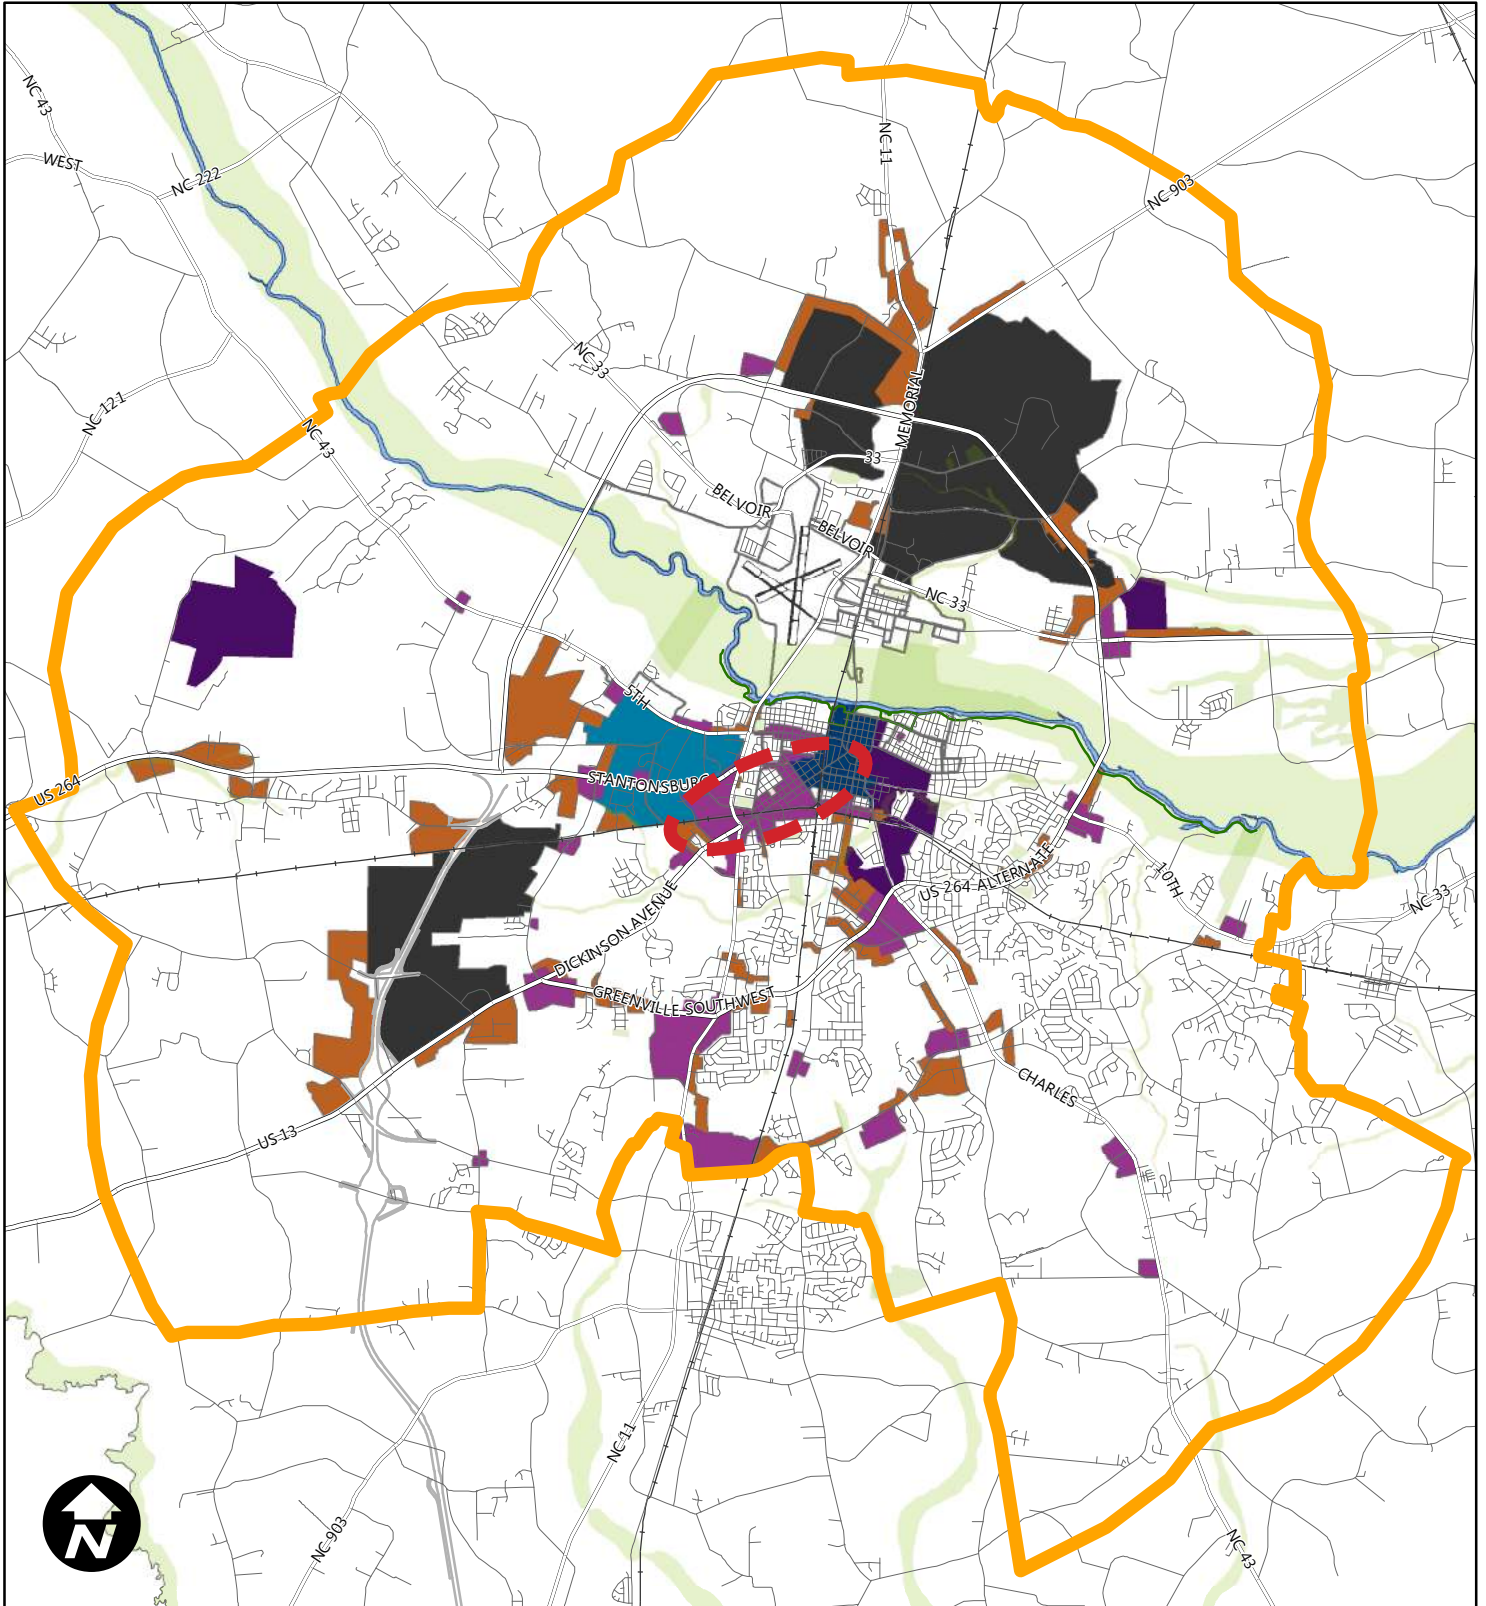 NC 43
WEST
NC 222
NC 11
NC 903
NC 121
NC 43
NC 33
MEMORIAL
33
BELVOIR
BELVOIR
NC 33
5TH
US 264
STANTONSBURG
US 264 ALTERNATE
10TH
NC 33
DICKINSON AVENUE
GREENVILLE SOUTHWEST
CHARLES
US 13
NC 11
NC 903
NC 43
N